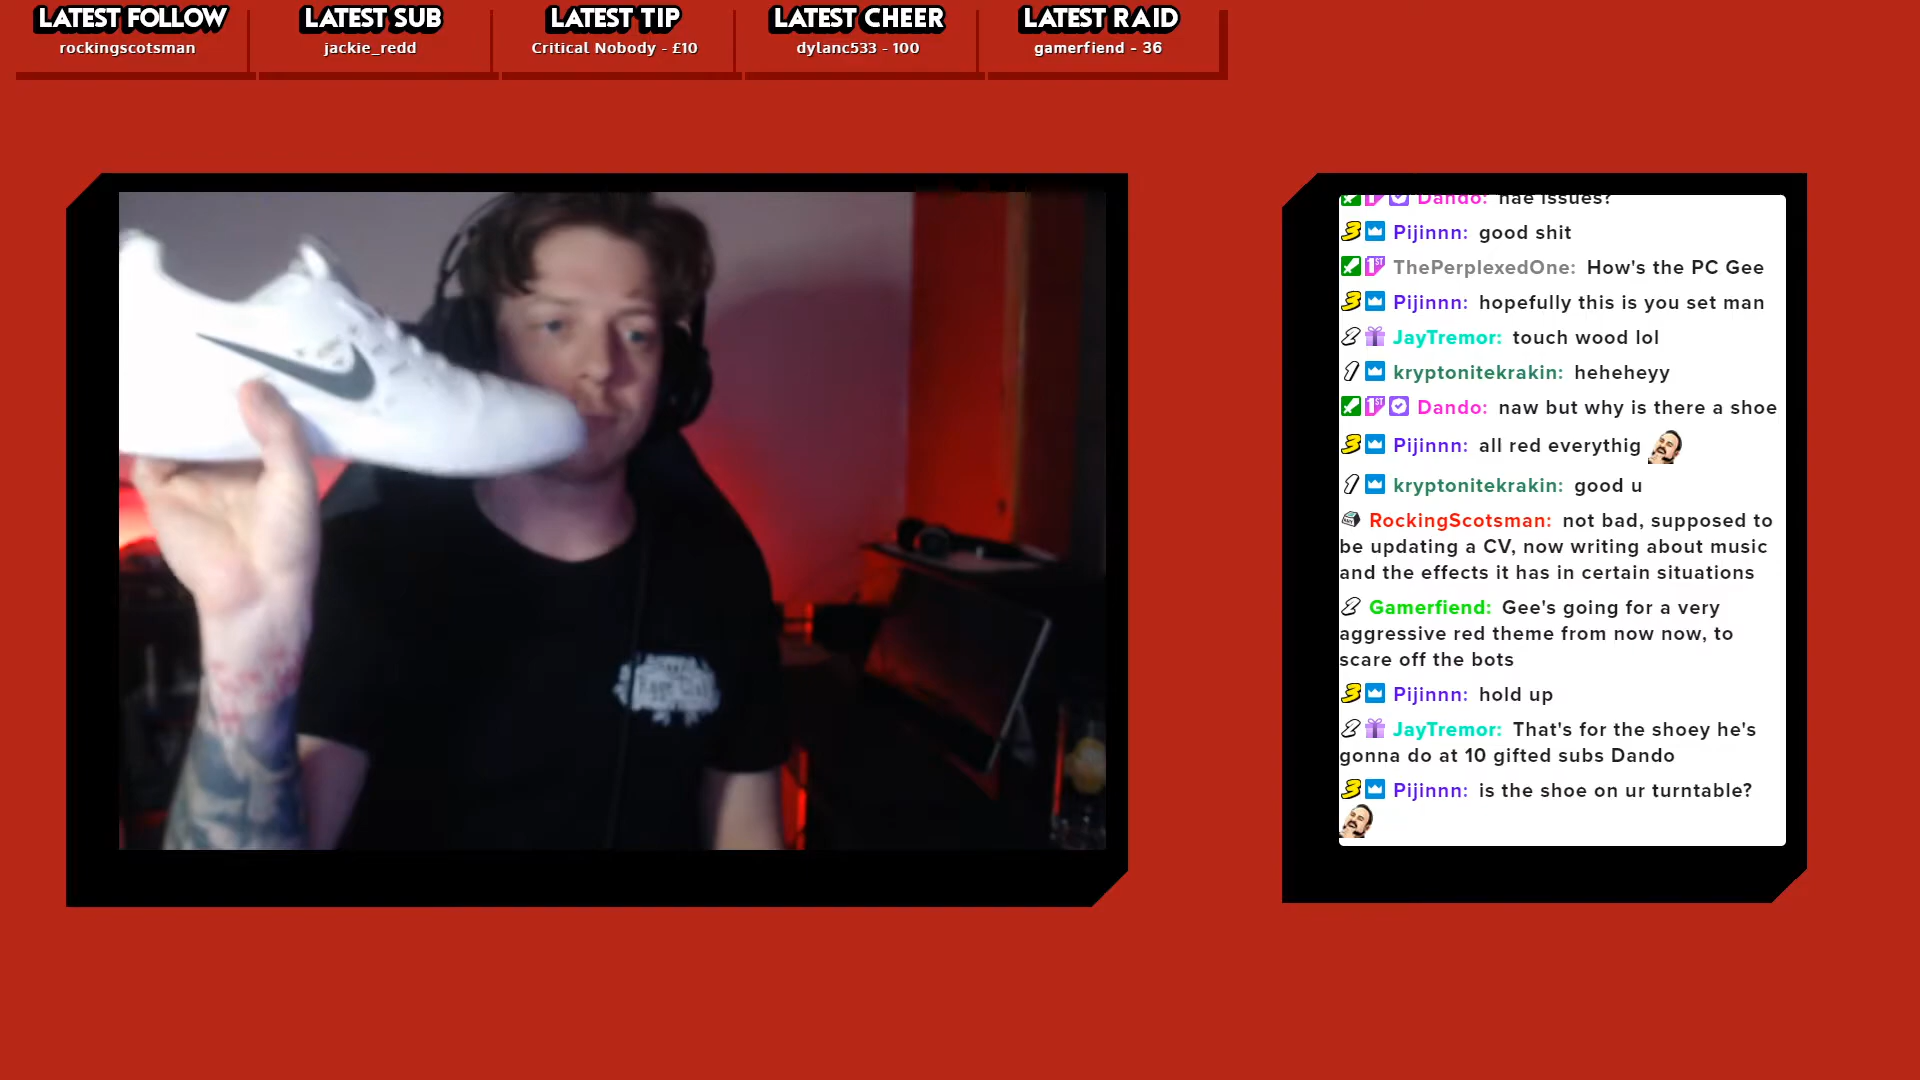 LATEST FOLLOW
rockingscotsman
LATEST SUB
jackie_redd
LATEST TIP
Critical Nobody - £10
LATEST CHEER
dylanc533 - 100
LATEST RAID
gamerfiend - 36
Dando: nae issues?
Pijinnn: good shit
ThePerplexedOne: How's the PC Gee
Pijinnn: hopefully this is you set man
JayTremor: touch wood lol
kryptonitekrakin: heheheyy
Dando: naw but why is there a shoe
Pijinnn: all red everythig
kryptonitekrakin: good u
RockingScotsman: not bad, supposed to
be updating a CV, now writing about music
and the effects it has in certain situations
Gamerfiend: Gee's going for a very
aggressive red theme from now now, to
scare off the bots
Pijinnn: hold up
JayTremor: That's for the shoey he's
gonna do at 10 gifted subs Dando
Pijinnn: is the shoe on ur turntable?